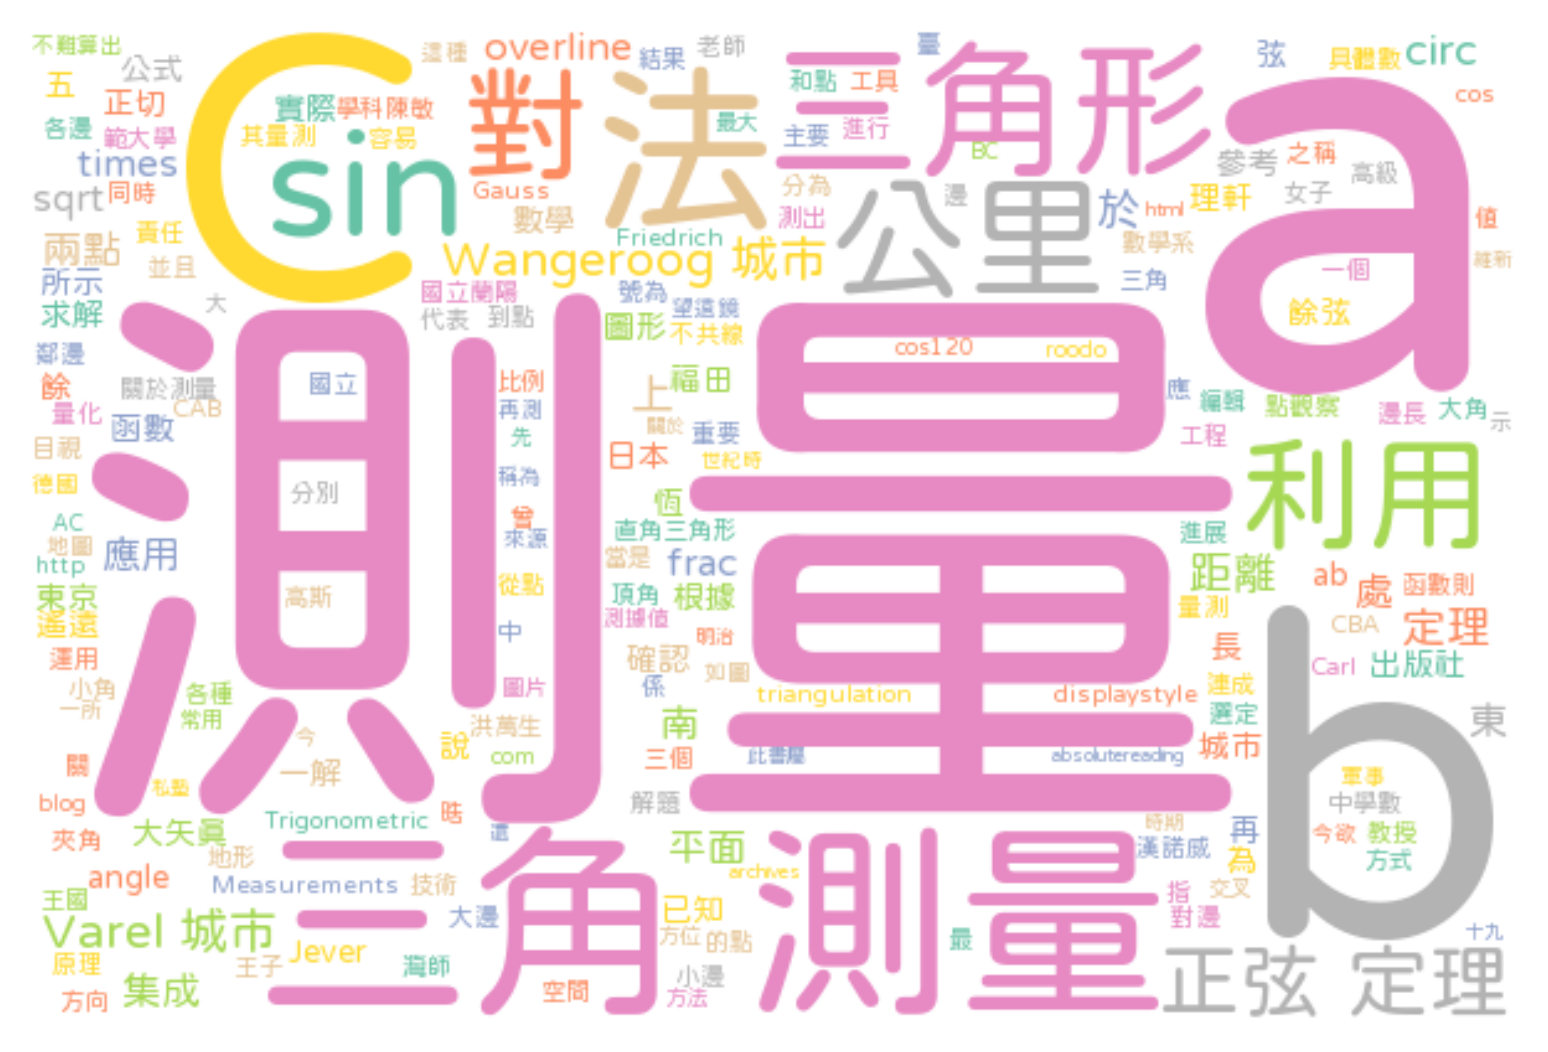 不難算出
公式
五
正切
各邊
範大學
times
sqrt
同時
兩點
責任
並且
所示
求解
大
鄰邊
餘
關於測量
量化
CAB
函數
目視
德國
AC
地圖
http
應用
東京
遙遠
運用
小角
一所
各種
常用
關
私塾
blog
夾角
大矢真
地形
angle
王國
Varel 城市
原理
方向
集成
王子
C
sin
實際
學科
陳敏
其量測
容易
這種
overline
結果
老師
對
法
最大
Gauss
數學
Friedrich
Wangeroog 城市
國立蘭陽
代表
到點
號為
望遠鏡
圖形
不共線
三角形
和點
工具
主要
進行
BC
分為
測出
臺
公里
邊
於
html
理軒
數學系
三角
弦
具體數
circ
cos
參考
之稱
女子
高級
值
維新
一個
餘弦
a
測量
國立
分別
高斯
比例
再測
先
稱為
曾
來源
從點
中
圖片
洪萬生
說
com
今
一解
上
福田
關於
重要
日本
世紀時
恆
直角三角形
當是
frac
頂角
根據
測據值
明治
確認
如圖
係
南
三個
解題
cos120
roodo
triangulation
displaystyle
此書屬
absolutereading
應
編輯
點觀察
邊長
大角
示
工程
利用
進展
距離
ab
處
函數則
量測
CBA
定理
長
Carl
出版社
連成
選定
城市
東
b
軍事
中學數
今欲
教授
方式
十九
Trigonometric
瞎
遣
Measurements
技術
大邊
Jever
灣師
三角測量
空間
平面
archives
已知
方位
的點
小邊
方法
最
時期
漢諾威
再
為
交叉
指
對邊
正弦 定理